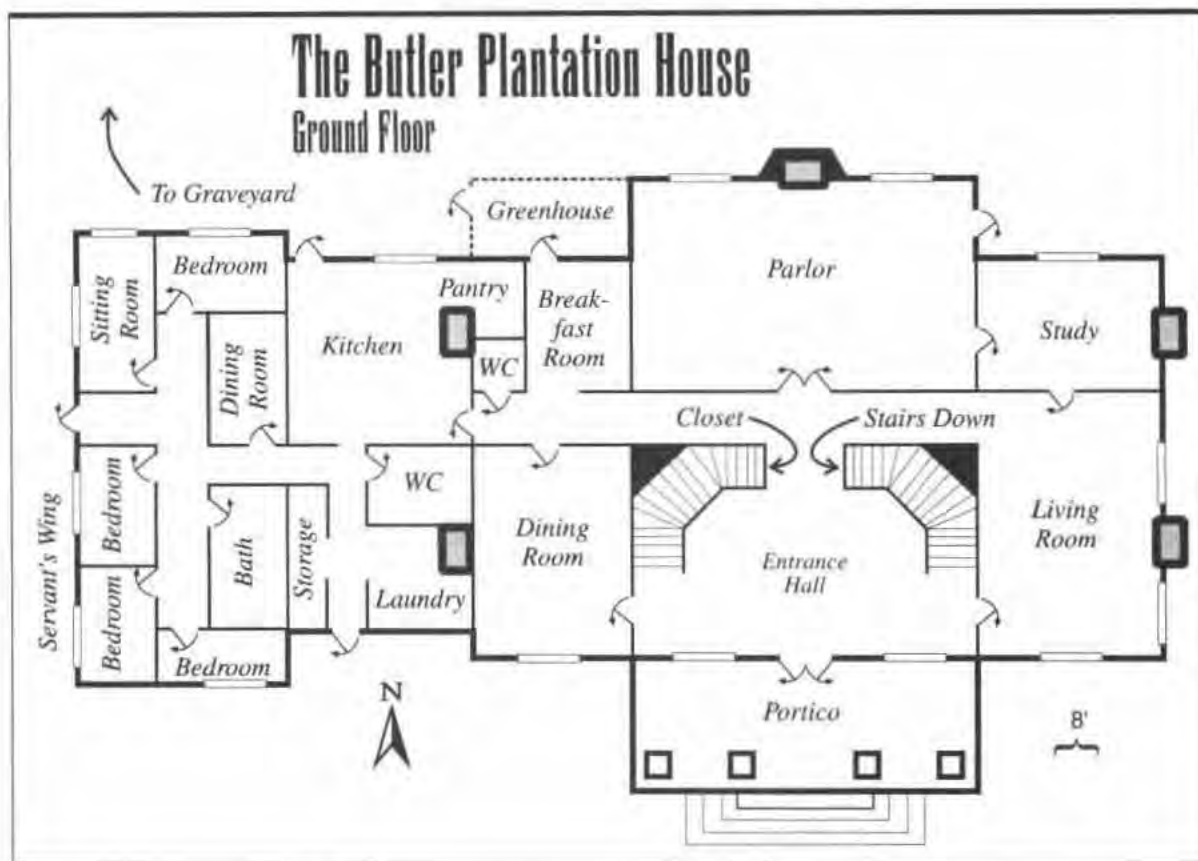 The Butler Plantation House
Ground Floor
To Graveyard
Greenhouse
Sitting
Room
Bedroom
Kitchen
Pantry
Break-
fast
Room
Parlor
Study
Dining
Room
WC
Closet
Stairs Down
Servant's Wing
Bedroom
Bedroom
Bath
Storage
WC
Laundry
Dining
Room
Entrance
Hall
Living
Room
Bedroom
N
Portico
8'